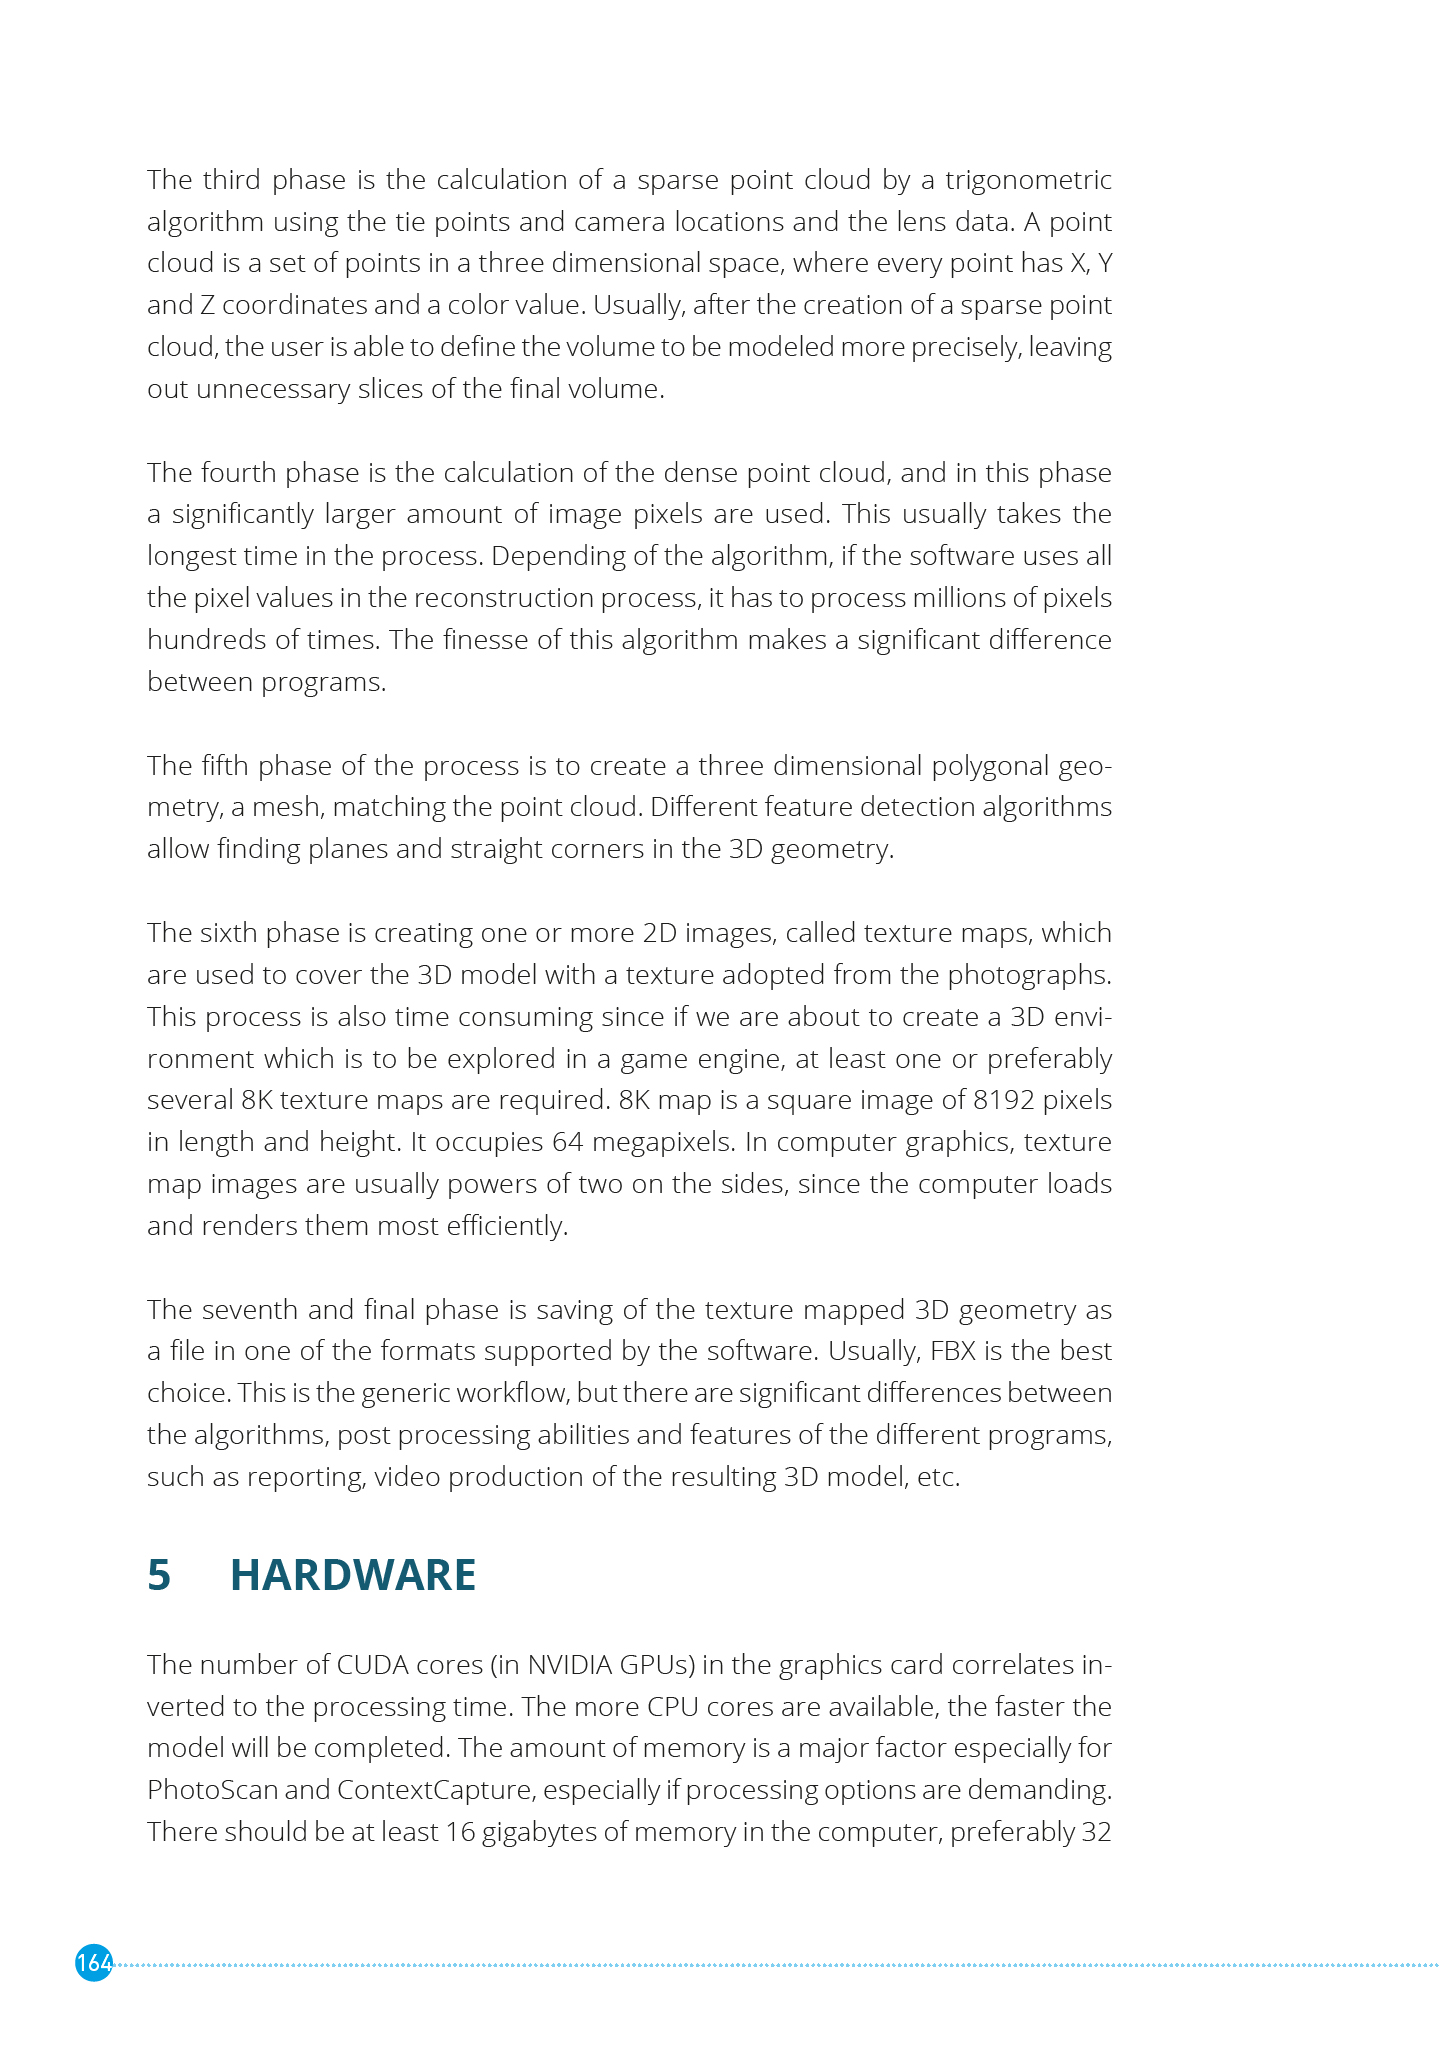 The third phase is the calculation of a sparse point cloud by a trigonometric
algorithm using the tie points and camera locations and the lens data. A point
cloud is a set of points in a three dimensional space, where every point has X, Y
and Z coordinates and a color value. Usually, after the creation of a sparse point
cloud, the user is able to define the volume to be modeled more precisely, leaving
out unnecessary slices of the final volume.
The fourth phase is the calculation of the dense point cloud, and in this phase
a significantly larger amount of image pixels are used. This usually takes the
longest time in the process. Depending of the algorithm, if the software uses all
the pixel values in the reconstruction process, it has to process millions of pixels
hundreds of times. The finesse of this algorithm makes a significant difference
between programs.
The fifth phase of the process is to create a three dimensional polygonal geo-
metry, a mesh, matching the point cloud. Different feature detection algorithms
allow finding planes and straight corners in the 3D geometry.
The sixth phase is creating one or more 2D images, called texture maps, which
are used to cover the 3D model with a texture adopted from the photographs.
This process is also time consuming since if we are about to create a 3D envi-
ronment which is to be explored in a game engine, at least one or preferably
several 8K texture maps are required. 8K map is a square image of 8192 pixels
in length and height. It occupies 64 megapixels. In computer graphics, texture
map images are usually powers of two on the sides, since the computer loads
and renders them most efficiently.
The seventh and final phase is saving of the texture mapped 3D geometry as
a file in one of the formats supported by the software. Usually, FBX is the best
choice. This is the generic workflow, but there are significant differences between
the algorithms, post processing abilities and features of the different programs,
such as reporting, video production of the resulting 3D model, etc.
5 HARDWARE
The number of CUDA cores (in NVIDIA GPUs) in the graphics card correlates in-
verted to the processing time. The more CPU cores are available, the faster the
model will be completed. The amount of memory is a major factor especially for
PhotoScan and ContextCapture, especially if processing options are demanding.
There should be at least 16 gigabytes of memory in the computer, preferably 32
164